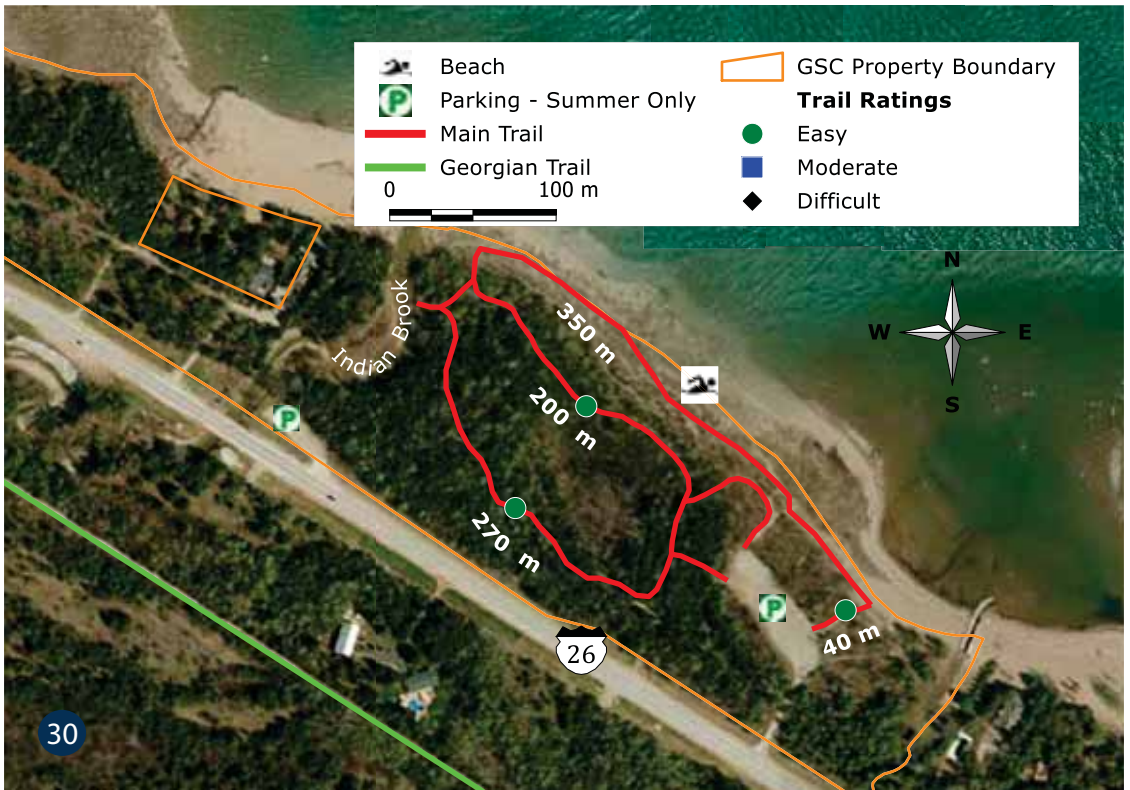 Beach
P Parking - Summer Only
Main Trail
Georgian Trail
0 100 m
GSC Property Boundary
Trail Ratings
Easy
Moderate
Difficult
N
W E
S
Indian Brook
350 m
200 m
270 m
40 m
P
P
26
30